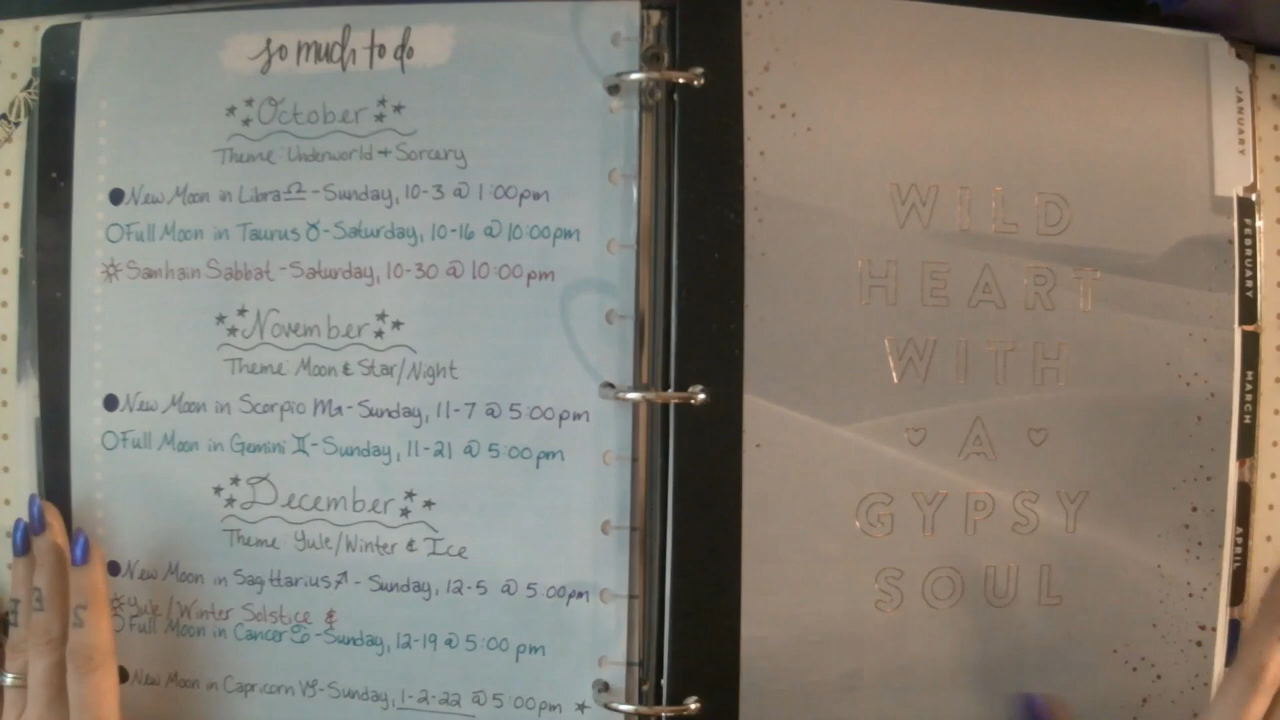 so much to do
October
Theme: Underworld + Sorcery
New Moon in Libra ♎ - Sunday, 10-3 @ 1:00pm
Full Moon in Taurus ♉ - Saturday, 10-16 @ 10:00pm
Samhain Sabbat - Saturday, 10-30 @ 10:00pm
November
Theme: Moon & Star/Night
New Moon in Scorpio ♏ - Sunday, 11-7 @ 5:00pm
Full Moon in Gemini ♊ - Sunday, 11-21 @ 5:00pm
December
Theme: Yule/Winter & Ice
New Moon in Sagittarius ♐ - Sunday, 12-5 @ 5:00pm
Yule/Winter Solstice &
Full Moon in Cancer ♋ - Sunday, 12-19 @ 5:00 pm
New Moon in Capricorn ♑ - Sunday, 1-2-22 @ 5:00pm
WILD
HEART
WITH
A
GYPSY
SOUL
JANUARY
FEBRUARY
MARCH
APRIL